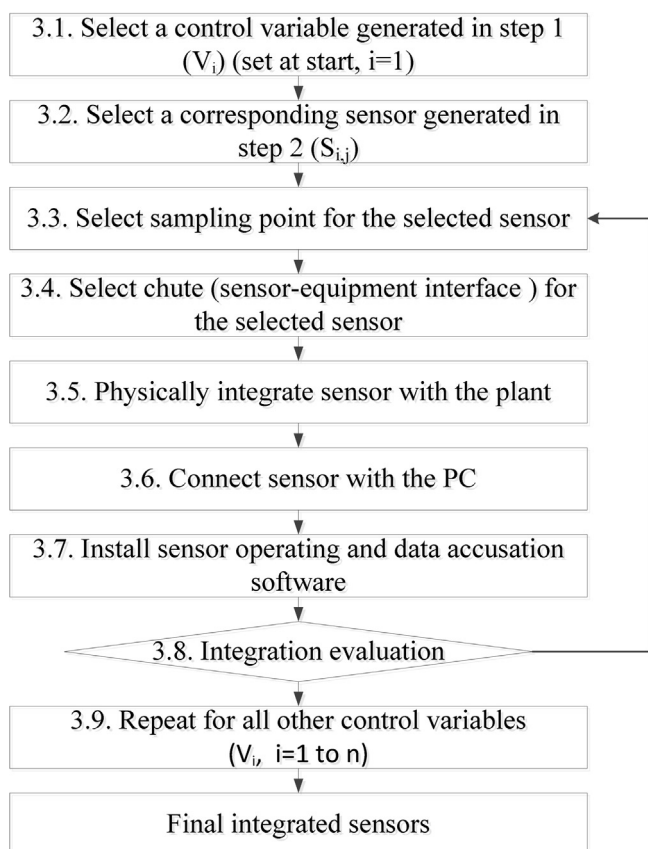 3.1. Select a control variable generated in step 1
(Vi) (set at start, i=1)
3.2. Select a corresponding sensor generated in
step 2 (Si,j)
3.3. Select sampling point for the selected sensor
3.4. Select chute (sensor-equipment interface ) for
the selected sensor
3.5. Physically integrate sensor with the plant
3.6. Connect sensor with the PC
3.7. Install sensor operating and data accusation
software
3.8. Integration evaluation
3.9. Repeat for all other control variables
(Vi, i=1 to n)
Final integrated sensors